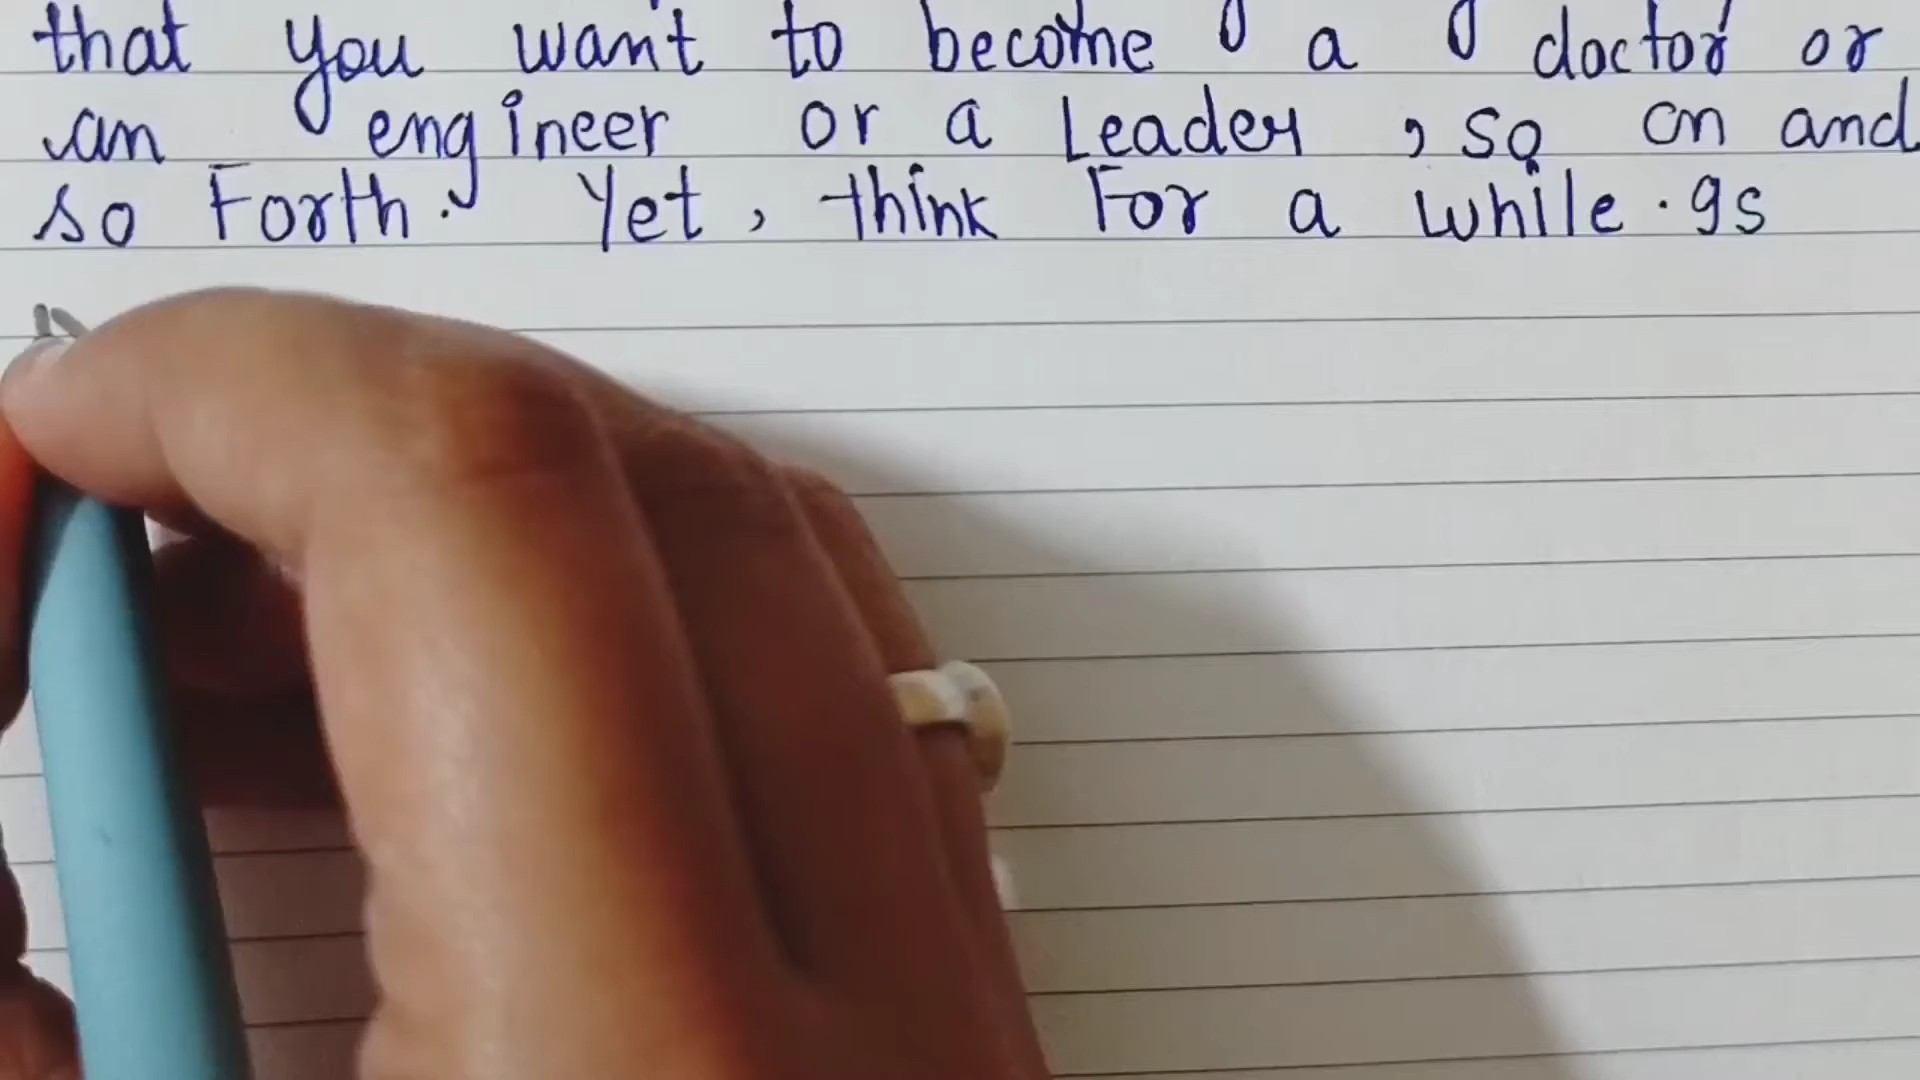 that you want to become a doctor or
an engineer or a Leader , so on and
so Forth . Yet , think For a while . Is